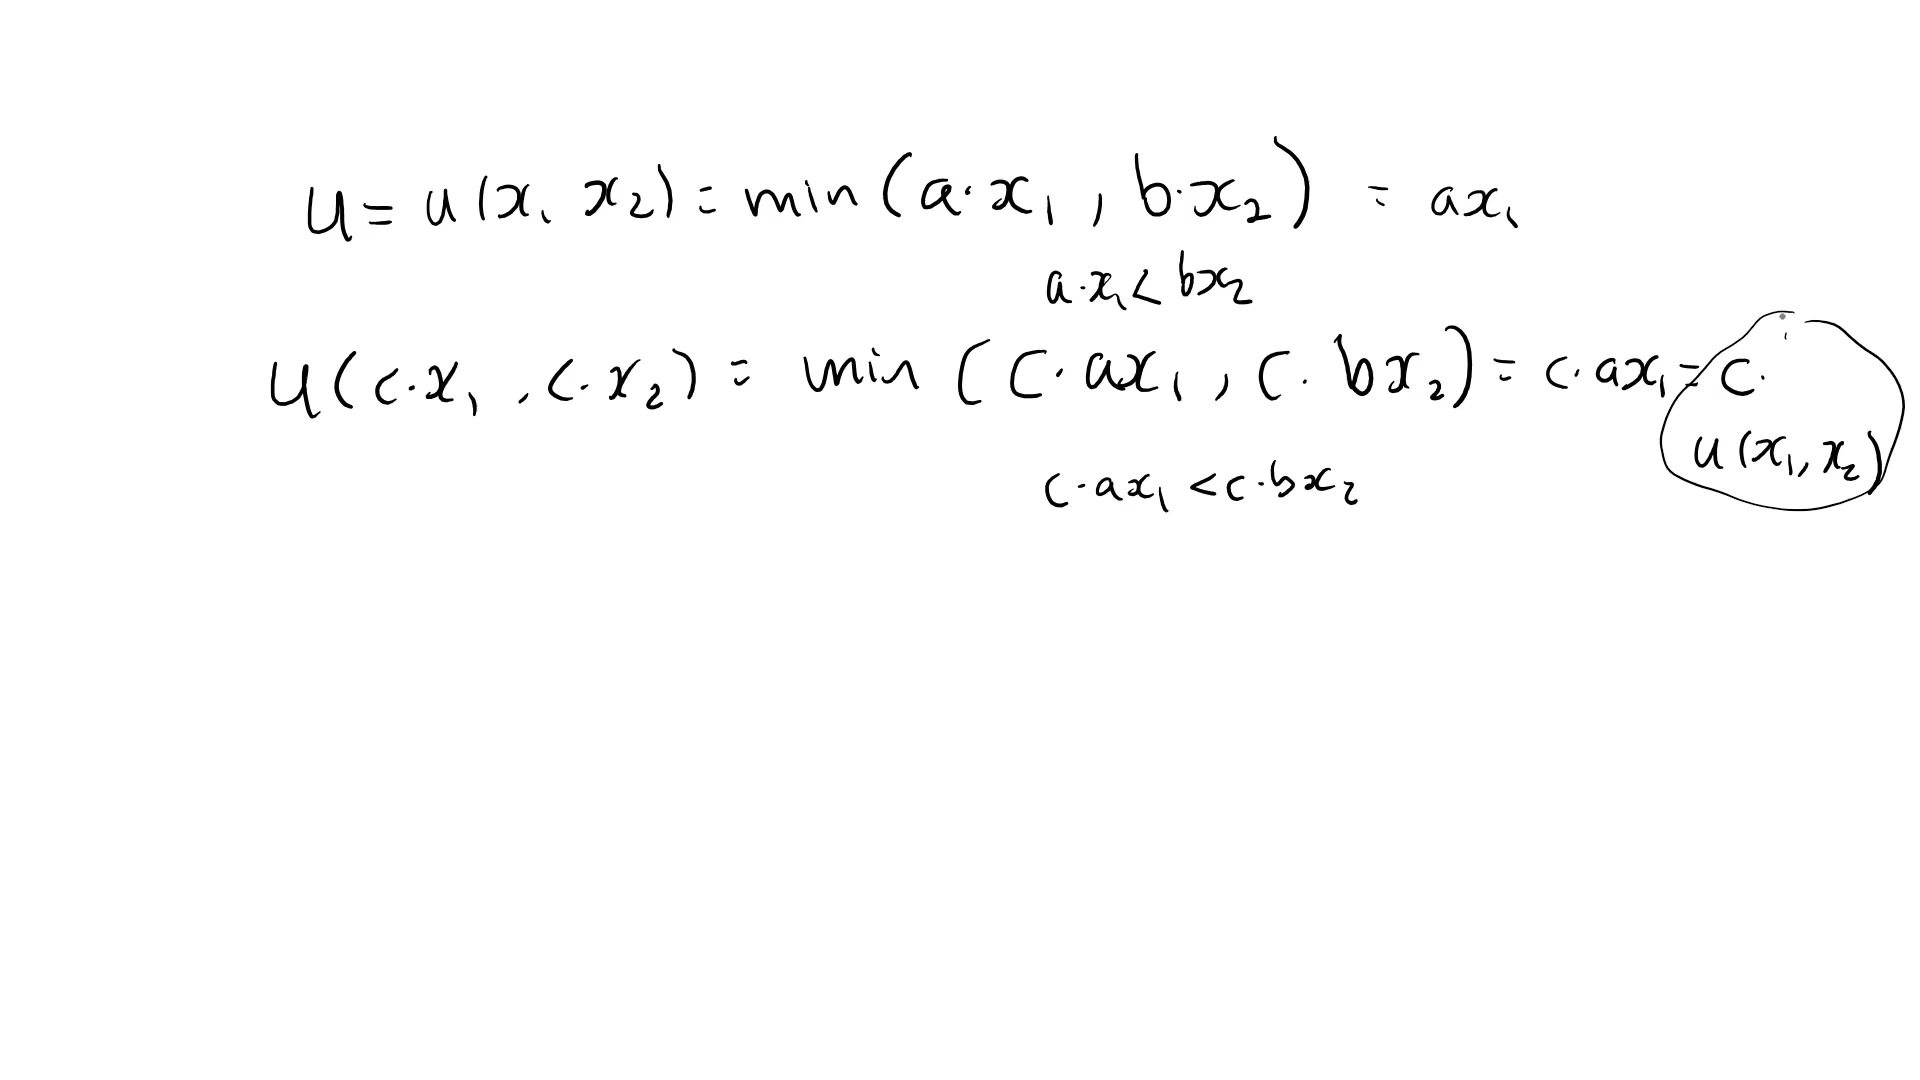 u = u(x₁ x₂) = min(a·x₁, b·x₂) = ax₁
a·x₁ < bx₂
u(c·x₁, c·x₂) = min(c·ax₁, c·bx₂) = c·ax₁ = c·
u(x₁, x₂)
c·ax₁ < c·bx₂